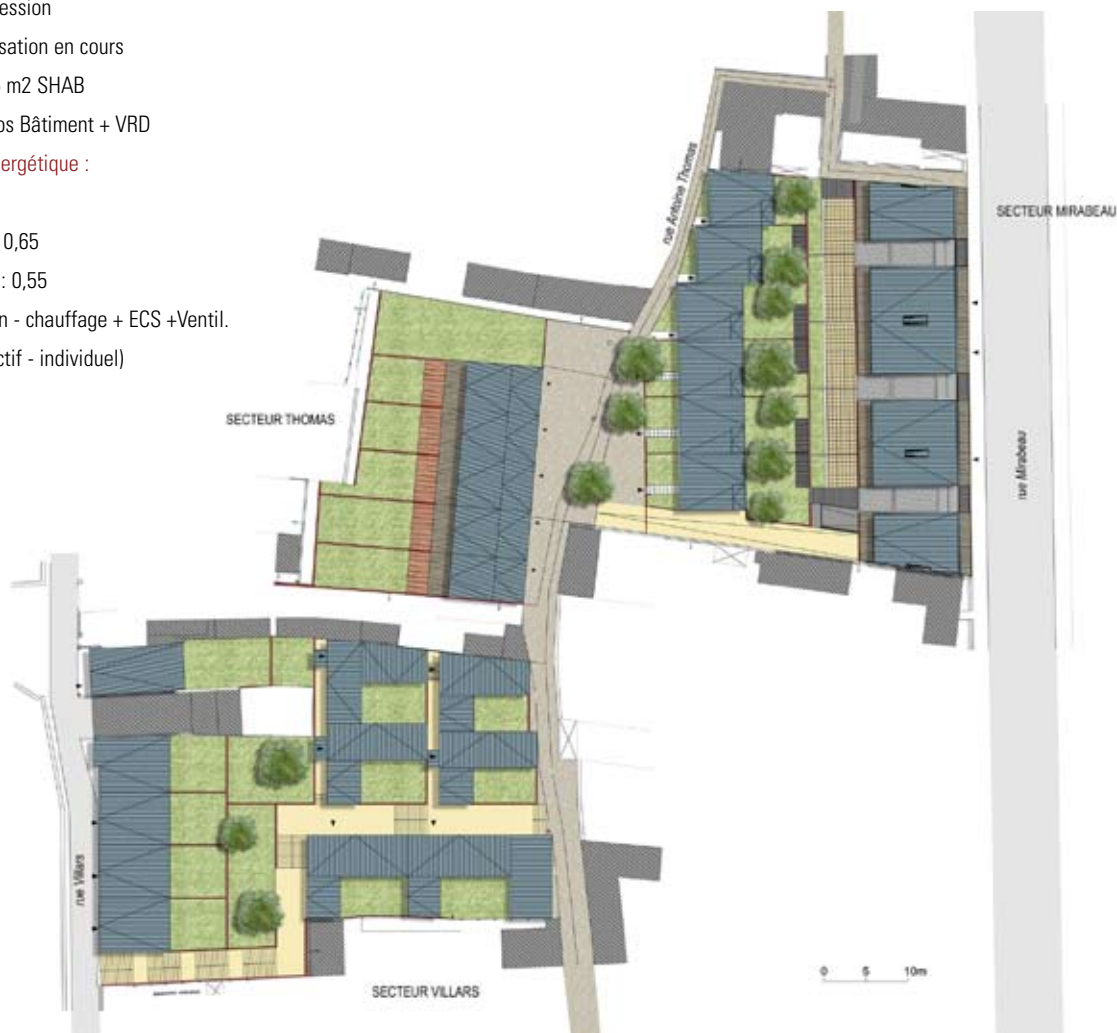 ession
sation en cours
m2 SHAB
os Bâtiment + VRD
ergétique :
0,65
: 0,55
n - chauffage + ECS +Ventil.
ctif - individuel)
rue Antoine Thomas
SECTEUR MIRABEAU
SECTEUR THOMAS
rue Mirabeau
rue Villars
0 5 10m
SECTEUR VILLARS